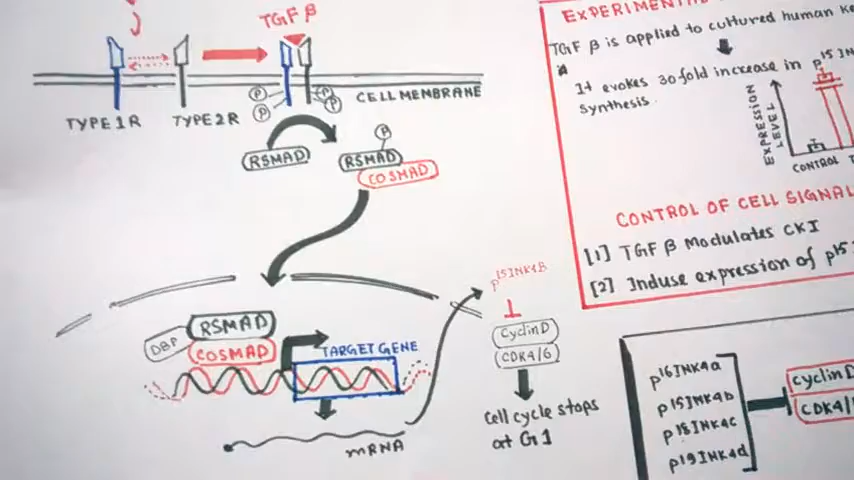 TGF β
TYPE 1R
TYPE 2R
P
P
P
P
CELL MEMBRANE
RSMAD
P
RSMAD
COSMAD
DBP
RSMAD
COSMAD
TARGET GENE
mRNA
p15INK4B
CyclinD
CDK4/6
Cell cycle stops
at G1
TGF β is applied to cultured human
It evokes 30 fold increase in p15
synthesis.
EXPRESSION
LEVEL
CONTROL
CONTROL OF CELL SIGNAL
[1] TGF β Modulates CKI
[2] Induse expression of p15
p16INK4a
p15INK4b
p18INK4c
p19INK4d
cyclin D
CDK4/